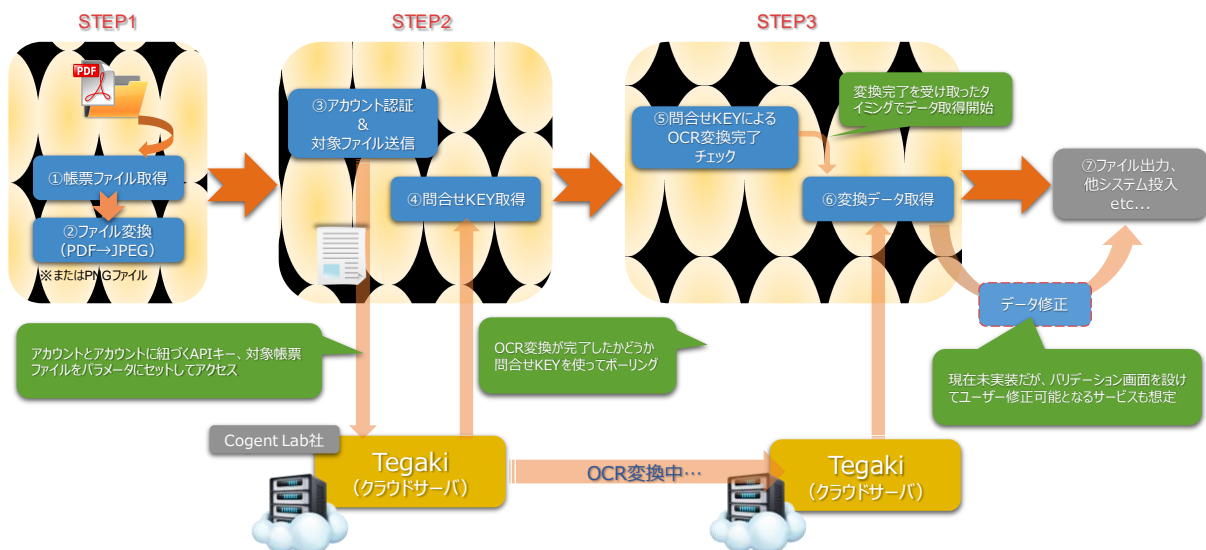 STEP1
PDF
①帳票ファイル取得
②ファイル変換
（PDF→JPEG）
※またはPNGファイル
STEP2
③アカウント認証
&
対象ファイル送信
④問合せKEY取得
STEP3
⑤問合せKEYによる
OCR変換完了
チェック
変換完了を受け取ったタ
イミングでデータ取得開始
⑥変換データ取得
⑦ファイル出力、
他システム投入
etc…
データ修正
アカウントとアカウントに紐づくAPIキー、対象帳票
ファイルをパラメータにセットしてアクセス
OCR変換が完了したかどうか
問合せKEYを使ってポーリング
現在未実装だが、バリデーション画面を設け
てユーザー修正可能となるサービスも想定
Cogent Lab社
Tegaki
（クラウドサーバ）
OCR変換中…
Tegaki
（クラウドサーバ）